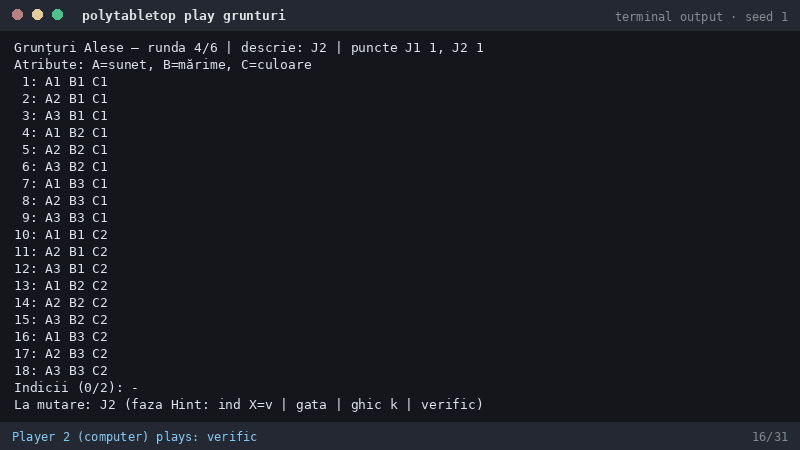 polytabletop play grunturi
terminal output · seed 1
Grunțuri Alese — runda 4/6 | descrie: J2 | puncte J1 1, J2 1
Atribute: A=sunet, B=mărime, C=culoare
1: A1 B1 C1
2: A2 B1 C1
3: A3 B1 C1
4: A1 B2 C1
5: A2 B2 C1
6: A3 B2 C1
7: A1 B3 C1
8: A2 B3 C1
9: A3 B3 C1
10: A1 B1 C2
11: A2 B1 C2
12: A3 B1 C2
13: A1 B2 C2
14: A2 B2 C2
15: A3 B2 C2
16: A1 B3 C2
17: A2 B3 C2
18: A3 B3 C2
Indicii (0/2): -
La mutare: J2 (faza Hint: ind X=v | gata | ghic k | verific)
Player 2 (computer) plays: verific
16/31